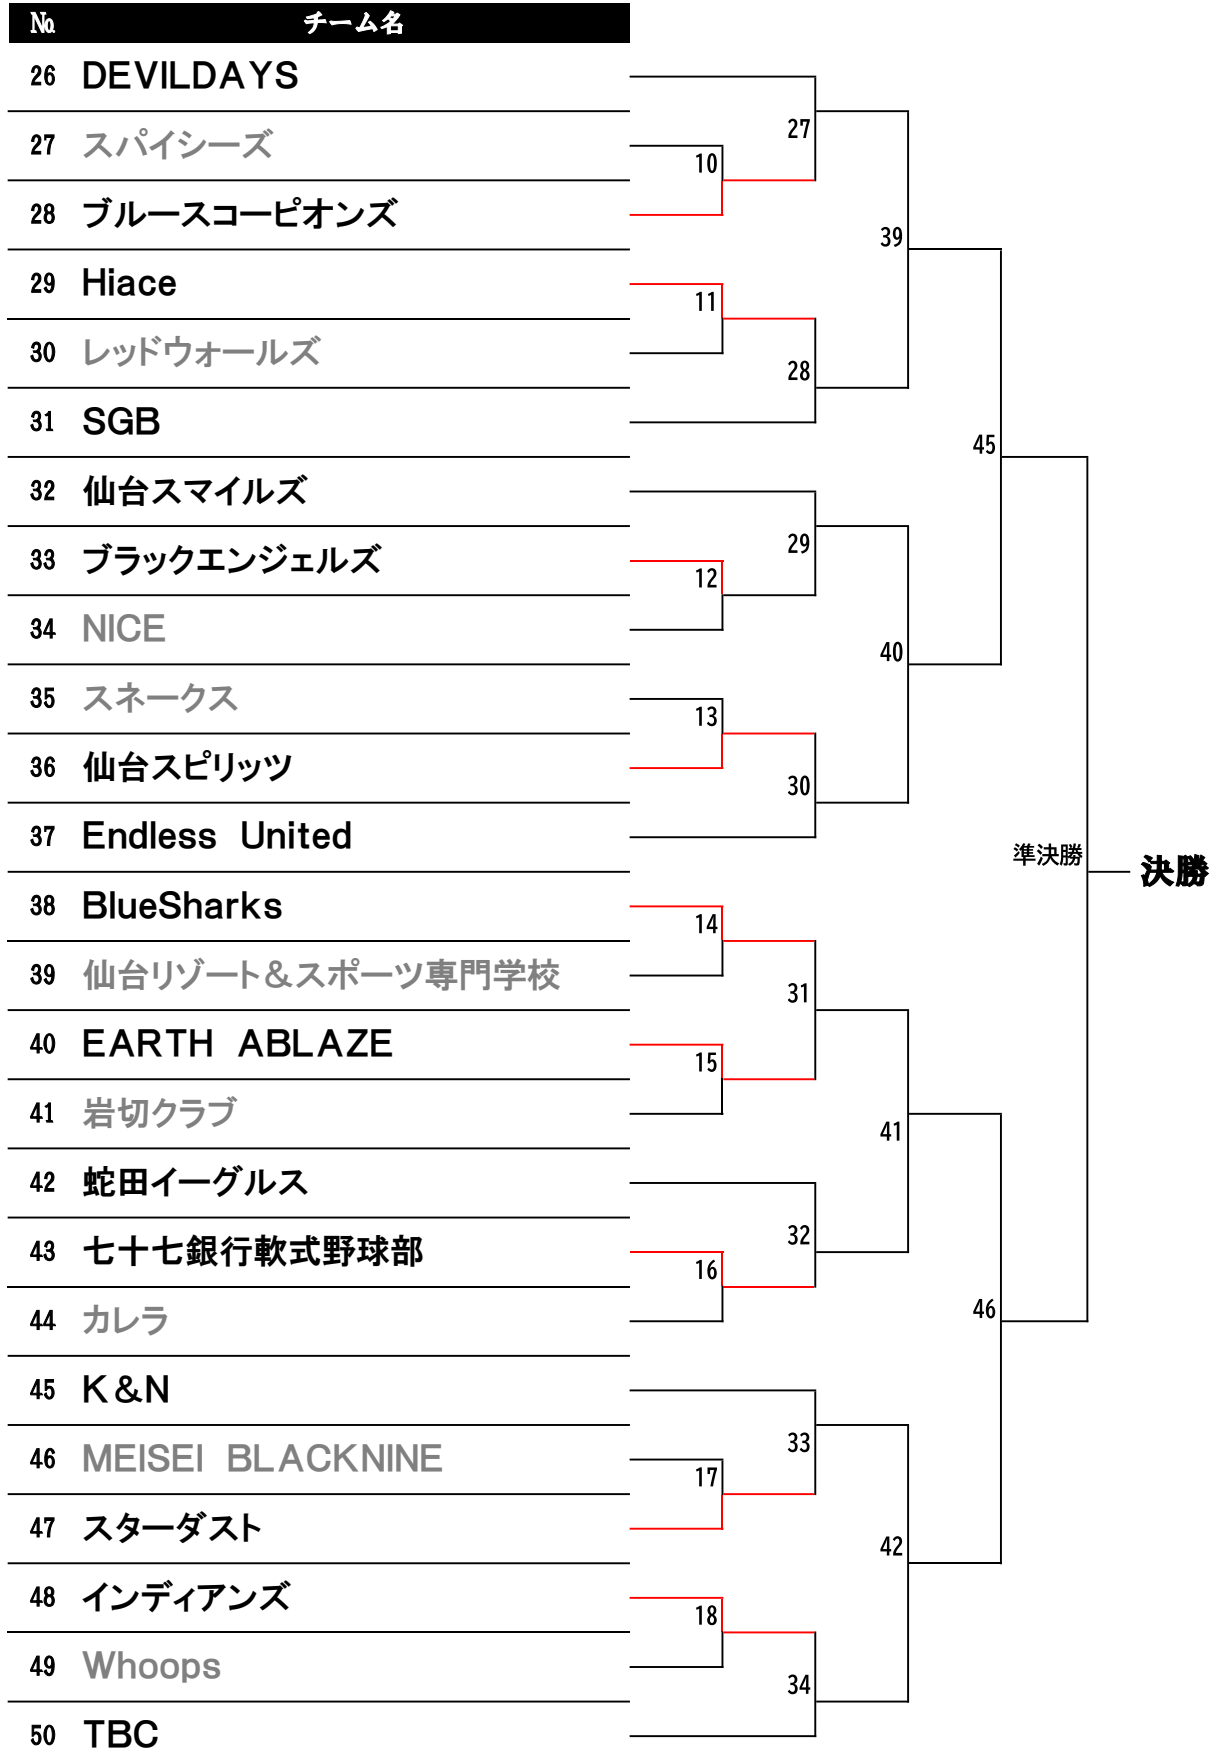 № チーム名
26 DEVILDAYS
27 スパイシーズ
28 ブルースコーピオンズ
29 Hiace
30 レッドウォールズ
31 SGB
32 仙台スマイルズ
33 ブラックエンジェルズ
34 NICE
35 スネークス
36 仙台スピリッツ
37 Endless United
38 BlueSharks
39 仙台リゾート＆スポーツ専門学校
40 EARTH ABLAZE
41 岩切クラブ
42 蛇田イーグルス
43 七十七銀行軟式野球部
44 カレラ
45 K＆N
46 MEISEI BLACKNINE
47 スターダスト
48 インディアンズ
49 Whoops
50 TBC
10
11
12
13
14
15
16
17
18
27
28
29
30
31
32
33
34
39
40
41
42
45
46
準決勝
決勝